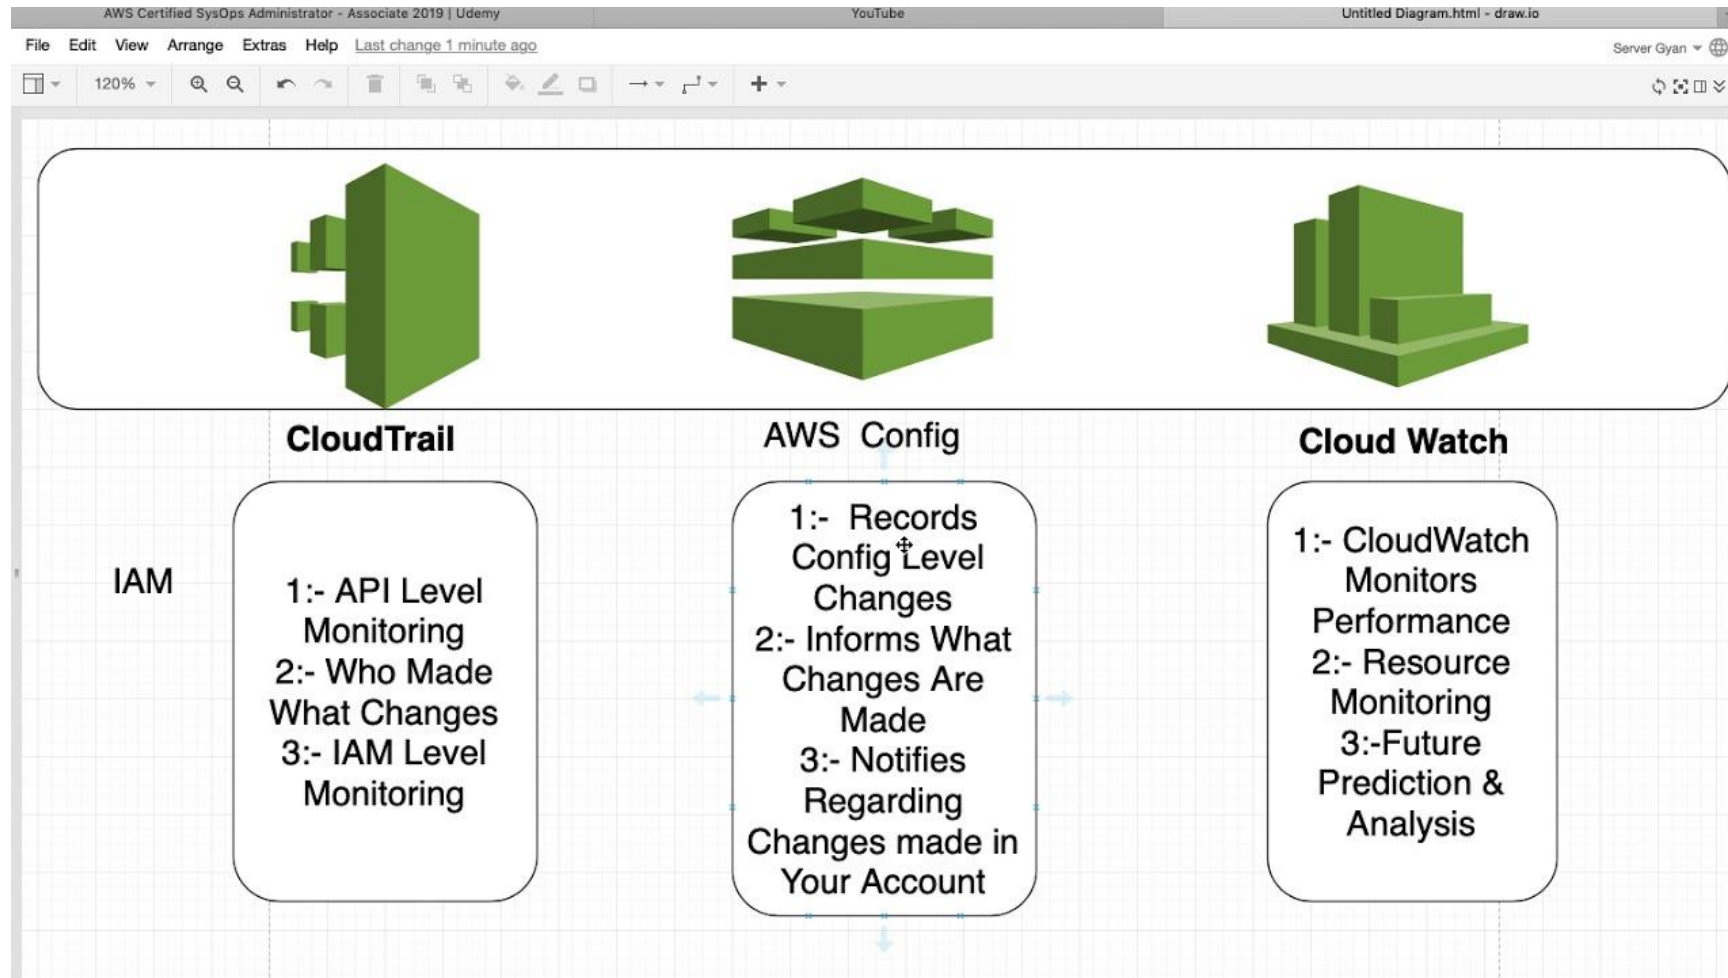 AWS Certified SysOps Administrator - Associate 2019 | Udemy
YouTube
Untitled Diagram.html - draw.io
File Edit View Arrange Extras Help Last change 1 minute ago
Server Gyan
120%
CloudTrail
AWS Config
Cloud Watch
IAM
1:- API Level
Monitoring
2:- Who Made
What Changes
3:- IAM Level
Monitoring
1:- Records
Config Level
Changes
2:- Informs What
Changes Are
Made
3:- Notifies
Regarding
Changes made in
Your Account
1:- CloudWatch
Monitors
Performance
2:- Resource
Monitoring
3:-Future
Prediction &
Analysis